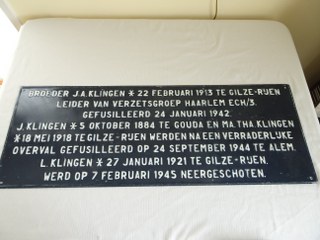 BROEDER J.A. KLINGEN * 22 FEBRUARI 1913 TE GILZE-RIJEN
LEIDER VAN VERZETSGROEP HAARLEM ECH/3.
GEFUSILLEERD 24 JANUARI 1942.
J. KLINGEN * 5 OKTOBER 1884 TE GOUDA EN MA. THA. KLINGEN
* 18 MEI 1918 TE GILZE-RIJEN WERDEN NA EEN VERRADERLIJKE
OVERVAL GEFUSILLEERD OP 24 SEPTEMBER 1944 TE ALEM.
L. KLINGEN * 27 JANUARI 1921 TE GILZE-RIJEN.
WERD OP 7 FEBRUARI 1945 NEERGESCHOTEN.